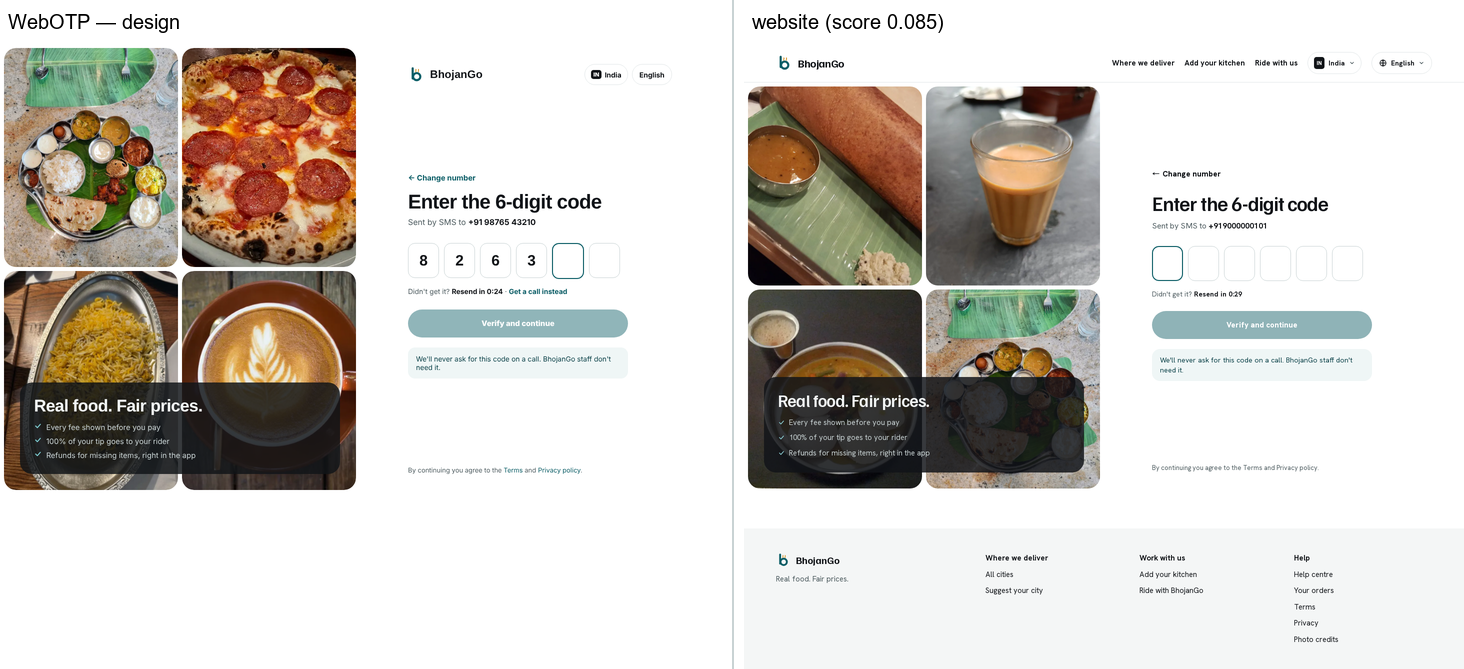 WebOTP — design
BhojanGo
IN India
English
← Change number
Enter the 6-digit code
Sent by SMS to +91 98765 43210
8 2 6 3
Didn't get it? Resend in 0:24 · Get a call instead
Verify and continue
We'll never ask for this code on a call. BhojanGo staff don't
need it.
Real food. Fair prices.
Every fee shown before you pay
100% of your tip goes to your rider
Refunds for missing items, right in the app
By continuing you agree to the Terms and Privacy policy.
website (score 0.085)
BhojanGo
Where we deliver
Add your kitchen
Ride with us
IN India
English
← Change number
Enter the 6-digit code
Sent by SMS to +919000000101
Didn't get it? Resend in 0:29
Verify and continue
We'll never ask for this code on a call. BhojanGo staff don't
need it.
Real food. Fair prices.
Every fee shown before you pay
100% of your tip goes to your rider
Refunds for missing items, right in the app
By continuing you agree to the Terms and Privacy policy.
BhojanGo
Real food. Fair prices.
Where we deliver
All cities
Suggest your city
Work with us
Add your kitchen
Ride with BhojanGo
Help
Help centre
Your orders
Terms
Privacy
Photo credits